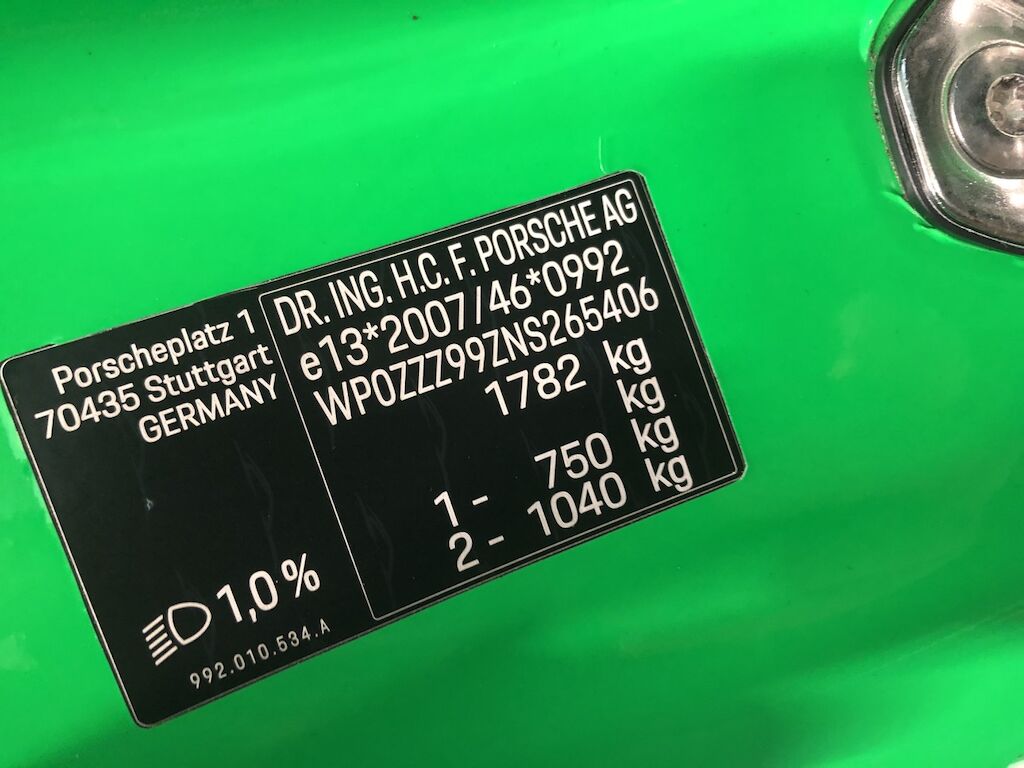 Porscheplatz 1
70435 Stuttgart
GERMANY
1,0 %
992.010.534.A
DR. ING. H.C. F. PORSCHE AG
e13*2007/46*0992
WP0ZZZ99ZNS265406
1782 kg
kg
1 - 750 kg
2 - 1040 kg